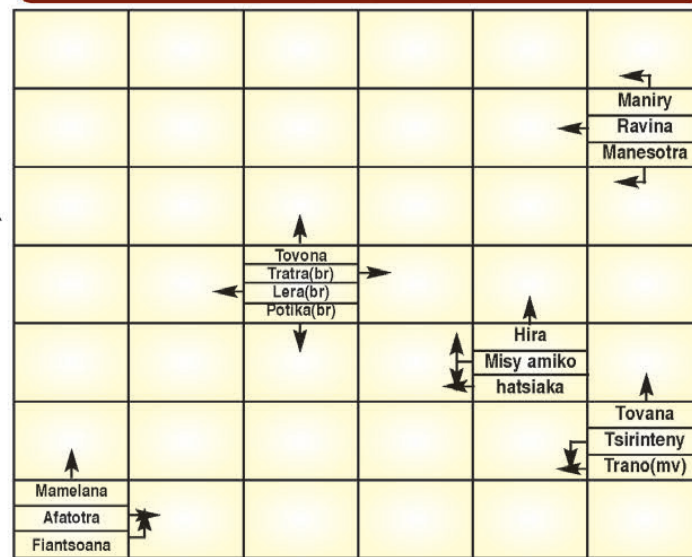 Maniry
Ravina
Manesotra
Tovona
Tratra(br)
Lera(br)
Potika(br)
Hira
Misy amiko
hatsiaka
Tovana
Tsirinteny
Trano(mv)
Mamelana
Afatotra
Fiantsoana